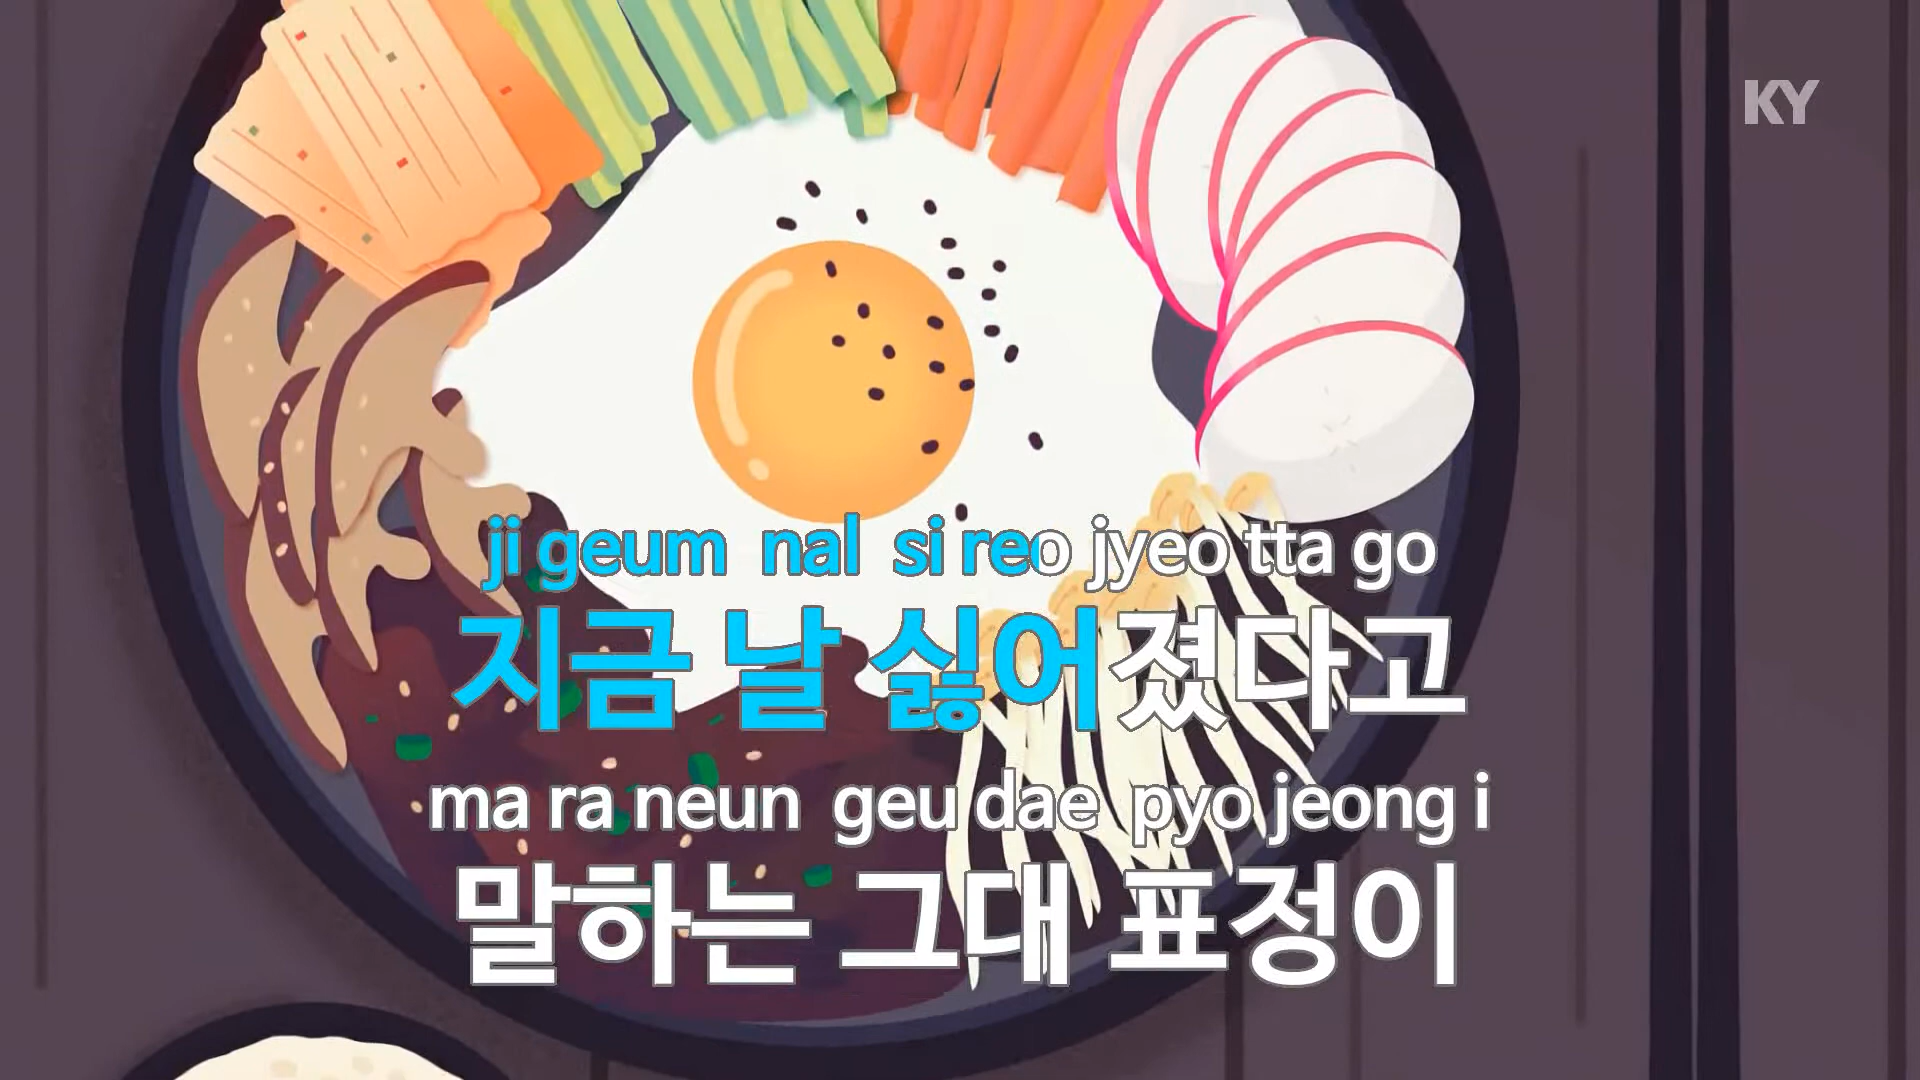 KY
ji geum nal si reo jyeo tta go
지금 날 싫어졌다고
ma ra neun geu dae pyo jeong i
말하는 그대 표정이